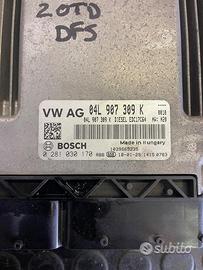 2 OTD
DFS
VW AG 04L 907 309 K
04L 907 309 K DIESEL EDC17C64
Made in Hungary
BOSCH
0 281 030 170
subito